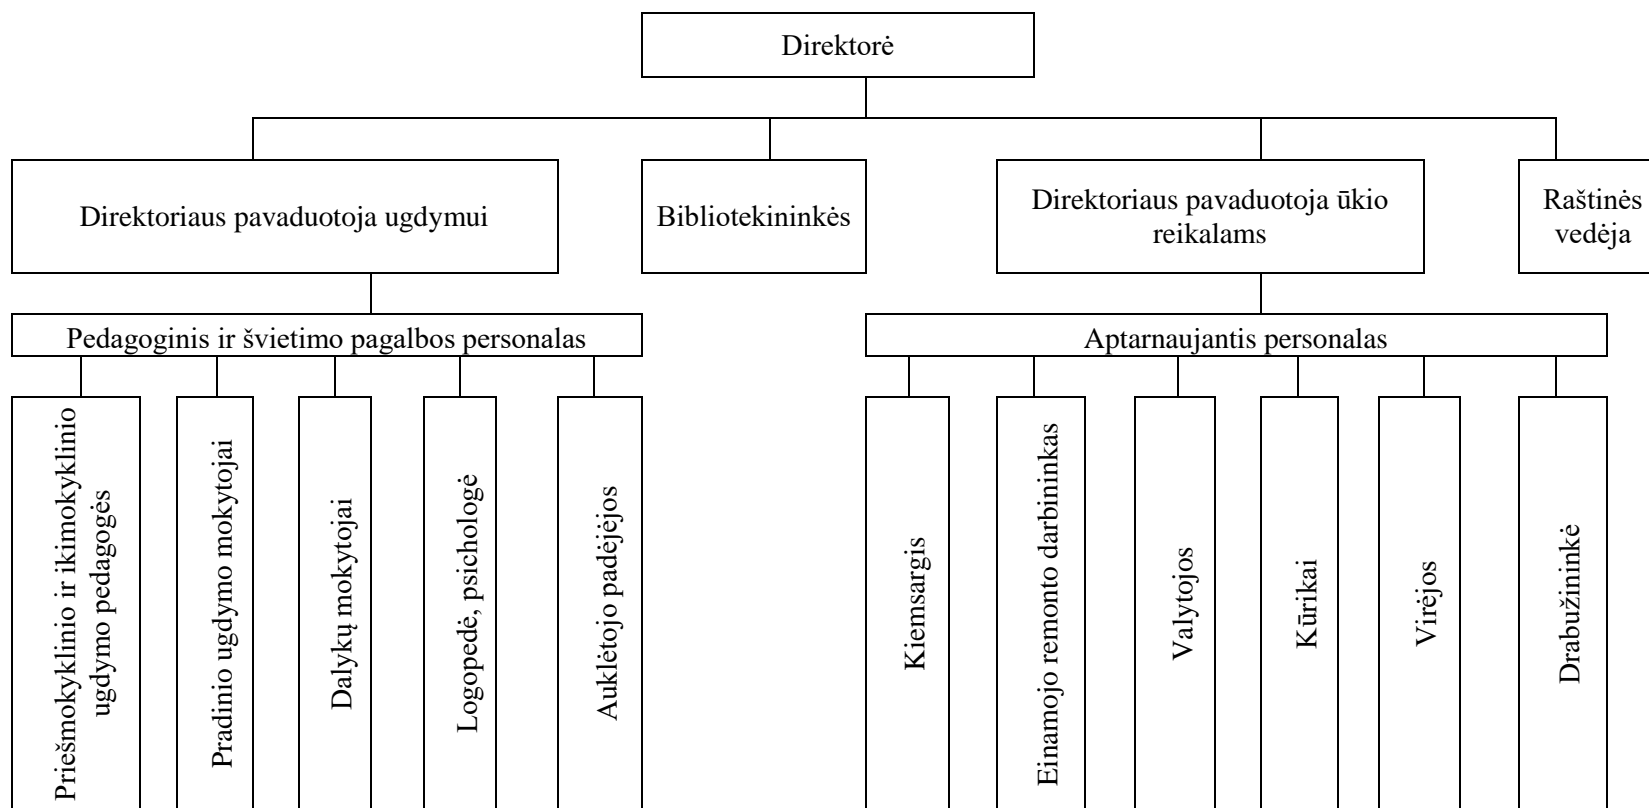 Direktorė
Direktoriaus pavaduotoja ugdymui
Bibliotekininkės
Direktoriaus pavaduotoja ūkio
reikalams
Raštinės
vedėja
Pedagoginis ir švietimo pagalbos personalas
Aptarnaujantis personalas
Priešmokyklinio ir ikimokyklinio
ugdymo pedagogės
Pradinio ugdymo mokytojai
Dalykų mokytojai
Logopedė, psichologė
Auklėtojo padėjėjos
Kiemsargis
Einamojo remonto darbininkas
Valytojos
Kūrikai
Virėjos
Drabužininkė